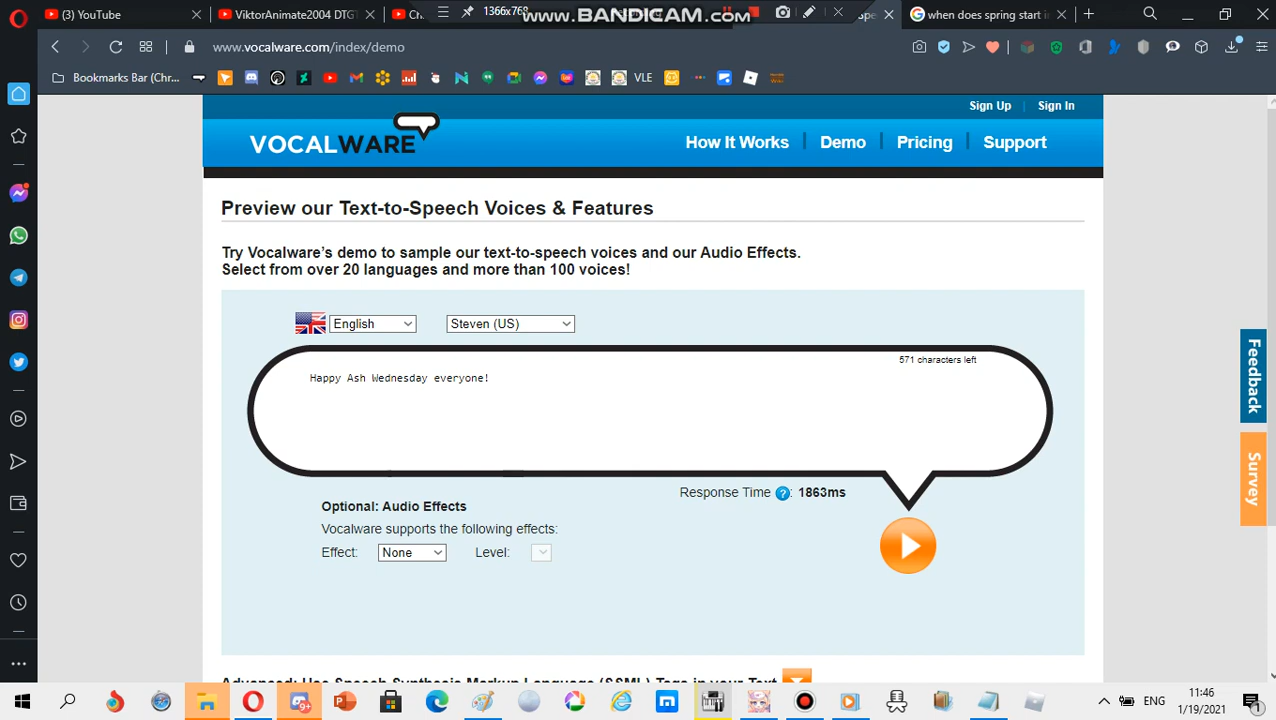 (3) YouTube
ViktorAnimate2004 DTGT
1366x768
www.BANDICAM.com
when does spring start i
www.vocalware.com/index/demo
Bookmarks Bar (Chr...
VLE
Sign Up
Sign In
VOCALWARE
How It Works
Demo
Pricing
Support
Preview our Text-to-Speech Voices & Features
Try Vocalware's demo to sample our text-to-speech voices and our Audio Effects.
Select from over 20 languages and more than 100 voices!
English
Steven (US)
571 characters left
Happy Ash Wednesday everyone!
Response Time ?: 1863ms
Optional: Audio Effects
Vocalware supports the following effects:
Effect:
None
Level:
Feedback
Survey
Advanced: Use Speech Synthesis Markup Language (SSML) Tags in your Text
9+
ENG
11:46
1/19/2021
1